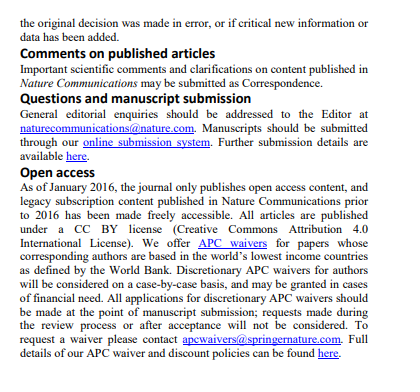 the original decision was made in error, or if critical new information or
data has been added.
Comments on published articles
Important scientific comments and clarifications on content published in
Nature Communications may be submitted as Correspondence.
Questions and manuscript submission
General editorial enquiries should be addressed to the Editor at
naturecommunications@nature.com. Manuscripts should be submitted
through our online submission system. Further submission details are
available here.
Open access
As of January 2016, the journal only publishes open access content, and
legacy subscription content published in Nature Communications prior
to 2016 has been made freely accessible. All articles are published
under a CC BY license (Creative Commons Attribution 4.0
International License). We offer APC waivers for papers whose
corresponding authors are based in the world's lowest income countries
as defined by the World Bank. Discretionary APC waivers for authors
will be considered on a case-by-case basis, and may be granted in cases
of financial need. All applications for discretionary APC waivers should
be made at the point of manuscript submission; requests made during
the review process or after acceptance will not be considered. To
request a waiver please contact apcwaivers@springernature.com. Full
details of our APC waiver and discount policies can be found here.